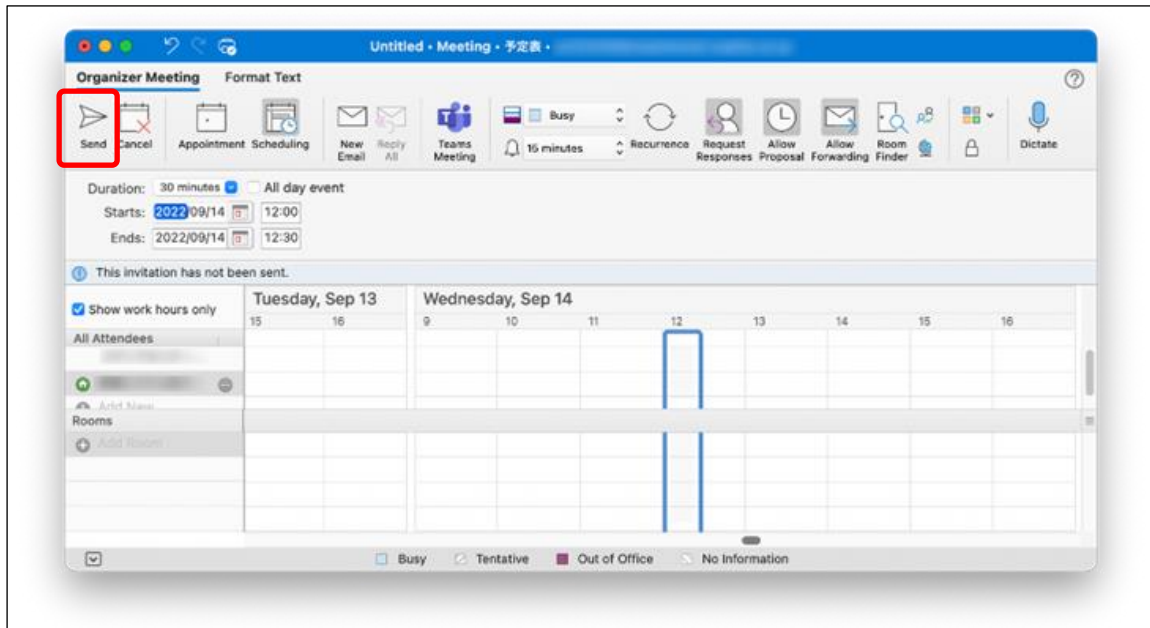 Untitled • Meeting • 予定表 •
Organizer Meeting Format Text
Send Cancel Appointment Scheduling New Email Reply All Teams Meeting Busy 15 minutes Recurrence Request Responses Allow Proposal Allow Forwarding Room Finder Dictate
Duration: 30 minutes All day event
Starts: 2022/09/14 12:00
Ends: 2022/09/14 12:30
This invitation has not been sent.
Show work hours only
Tuesday, Sep 13 Wednesday, Sep 14
15 16 9 10 11 12 13 14 15 16
All Attendees
Add New
Rooms
Add Room
Busy Tentative Out of Office No Information